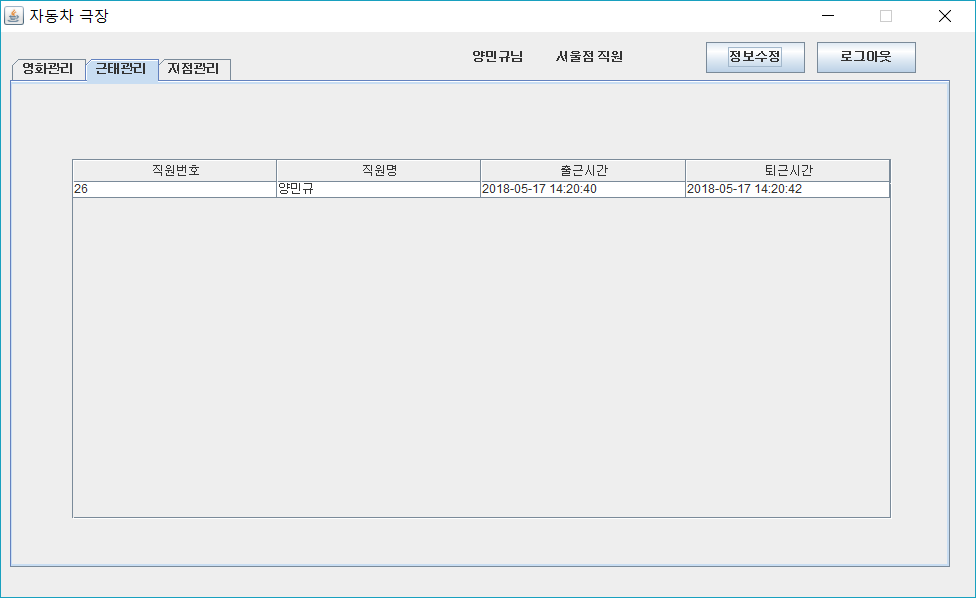 자동차 극장
양민규님 서울점 직원 정보수정 로그아웃
영화관리 근태관리 지점관리
직원번호 직원명 출근시간 퇴근시간
26 양민규 2018-05-17 14:20:40 2018-05-17 14:20:42